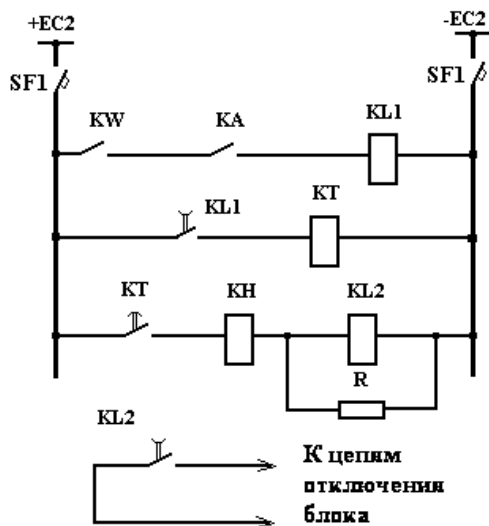 +EC2
-EC2
SF1
SF1
KW
KA
KL1
KL1
KT
KT
KH
KL2
R
KL2
К цепям
отключения
блока